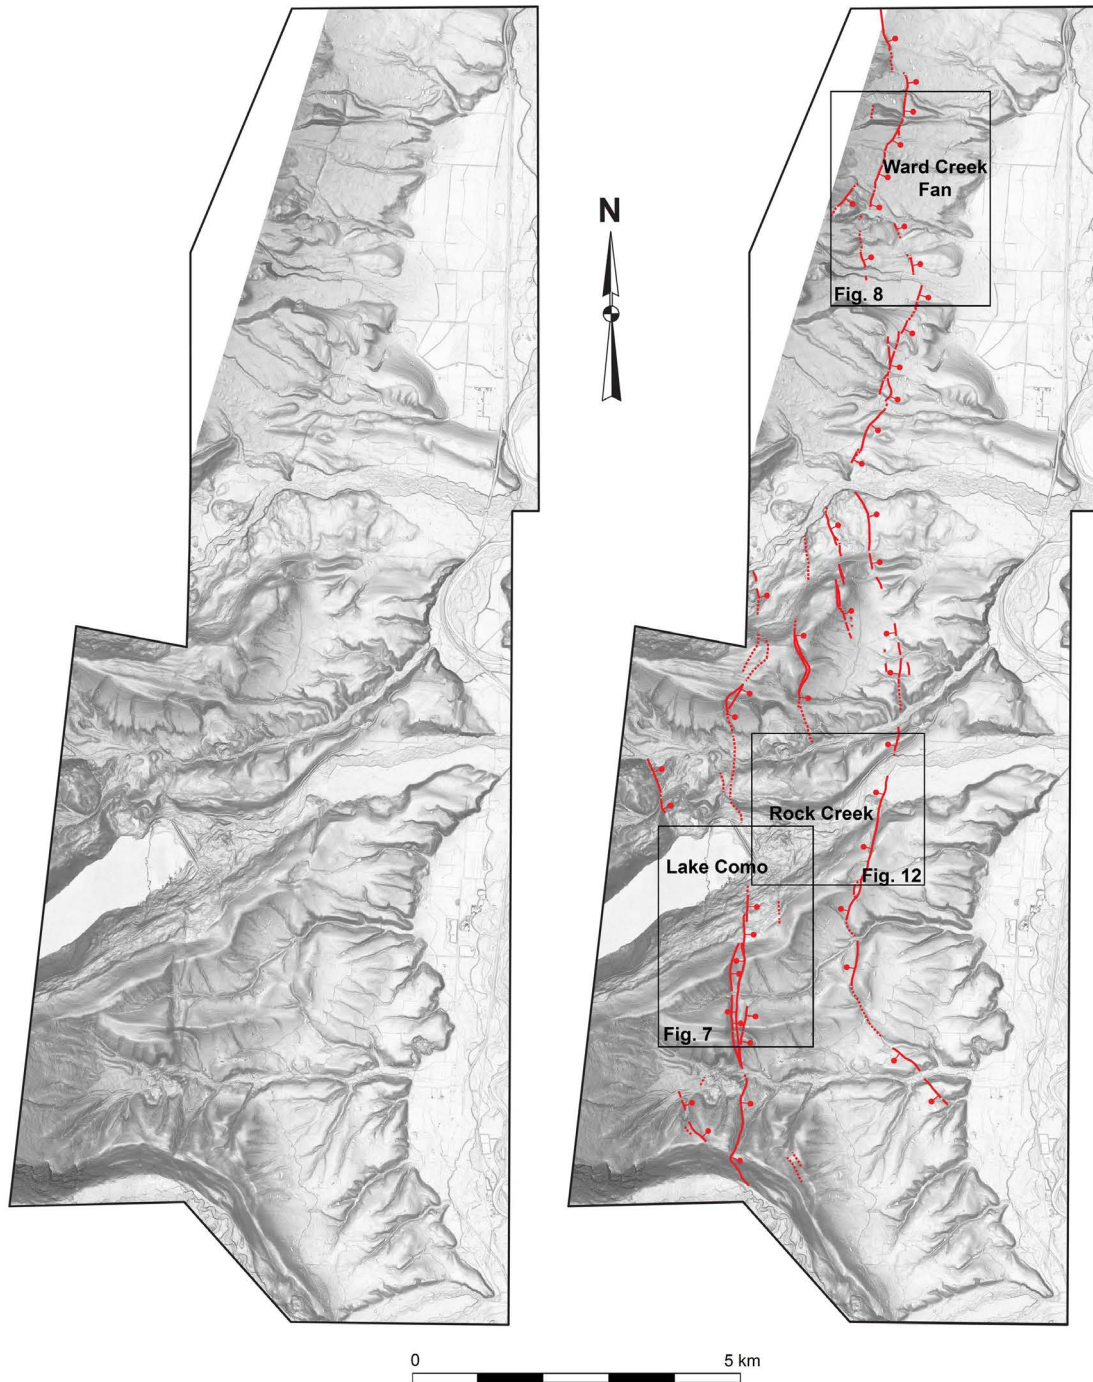 Ward Creek
Fan
N
Fig. 8
Rock Creek
Lake Como
Fig. 12
Fig. 7
0 5 km